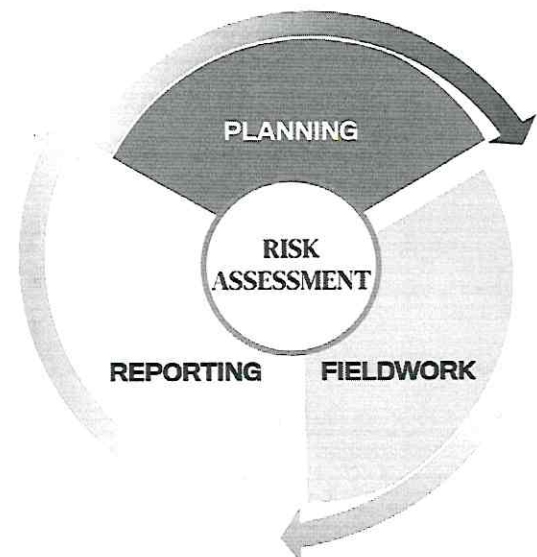 PLANNING
RISK
ASSESSMENT
REPORTING
FIELDWORK